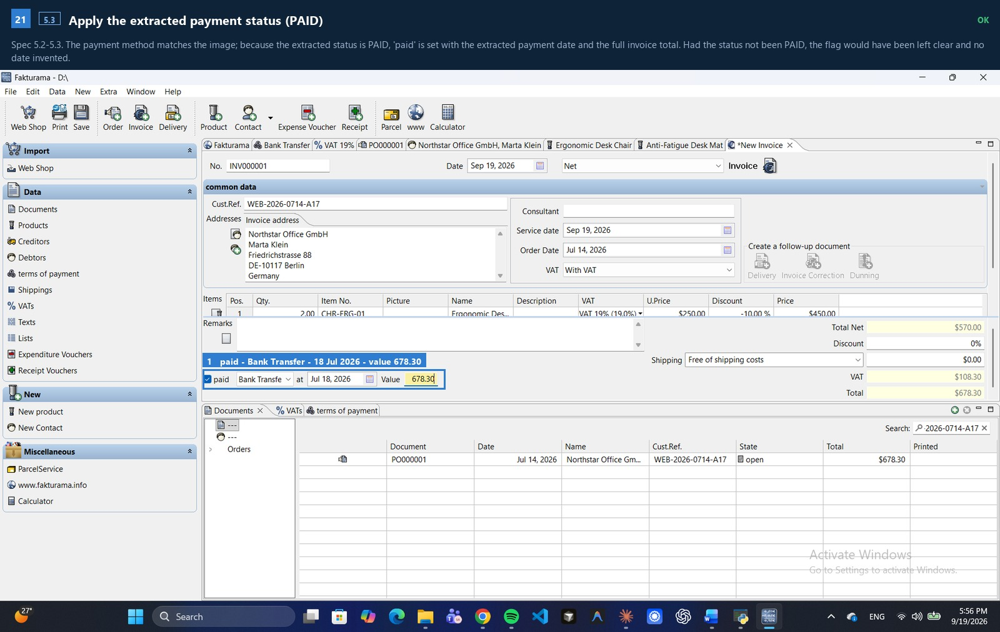 21 5.3 Apply the extracted payment status (PAID) OK
Spec 5.2-5.3. The payment method matches the image; because the extracted status is PAID, 'paid' is set with the extracted payment date and the full invoice total. Had the status not been PAID, the flag would have been left clear and no
date invented.
Fakturama - D:\
File Edit Data New Extra Window Help
Web Shop Print Save Order Invoice Delivery Product Contact Expense Voucher Receipt Parcel www Calculator
Import
Web Shop
Data
Documents
Products
Creditors
Debtors
terms of payment
Shippings
VATs
Texts
Lists
Expenditure Vouchers
Receipt Vouchers
New
New product
New Contact
Miscellaneous
ParcelService
www.fakturama.info
Calculator
Fakturama Bank Transfer VAT 19% PO000001 Northstar Office GmbH, Marta Klein Ergonomic Desk Chair Anti-Fatigue Desk Mat *New Invoice
No. INV000001 Date Sep 19, 2026 Net Invoice
common data
Cust.Ref. WEB-2026-0714-A17
Addresses Invoice address
Northstar Office GmbH
Marta Klein
Friedrichstrasse 88
DE-10117 Berlin
Germany
Consultant
Service date Sep 19, 2026
Order Date Jul 14, 2026
VAT With VAT
Create a follow-up document
Delivery Invoice Correction Dunning
Items Pos. Qty. Item No. Picture Name Description VAT U.Price Discount Price
1 2.00 CHR-ERG-01 Ergonomic Des... VAT 19% (19.0%) $250.00 -10.00 % $450.00
Remarks
Total Net $570.00
Discount 0%
Shipping Free of shipping costs $0.00
VAT $108.30
Total $678.30
1 paid - Bank Transfer - 18 Jul 2026 - value 678.30
paid Bank Transfe at Jul 18, 2026 Value 678.30
Documents VATs terms of payment
---
---
Orders
Search: 2026-0714-A17
Document Date Name Cust.Ref. State Total Printed
PO000001 Jul 14, 2026 Northstar Office Gm... WEB-2026-0714-A17 open $678.30
Activate Windows
Go to Settings to activate Windows.
27°
Search
ENG
5:56 PM
9/19/2026